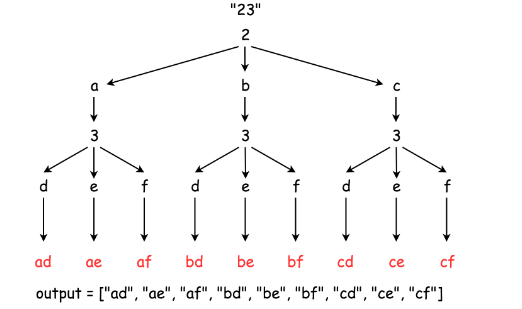 "23"
2
a b c
3 3 3
d e f d e f d e f
ad ae af bd be bf cd ce cf
output = ["ad", "ae", "af", "bd", "be", "bf", "cd", "ce", "cf"]